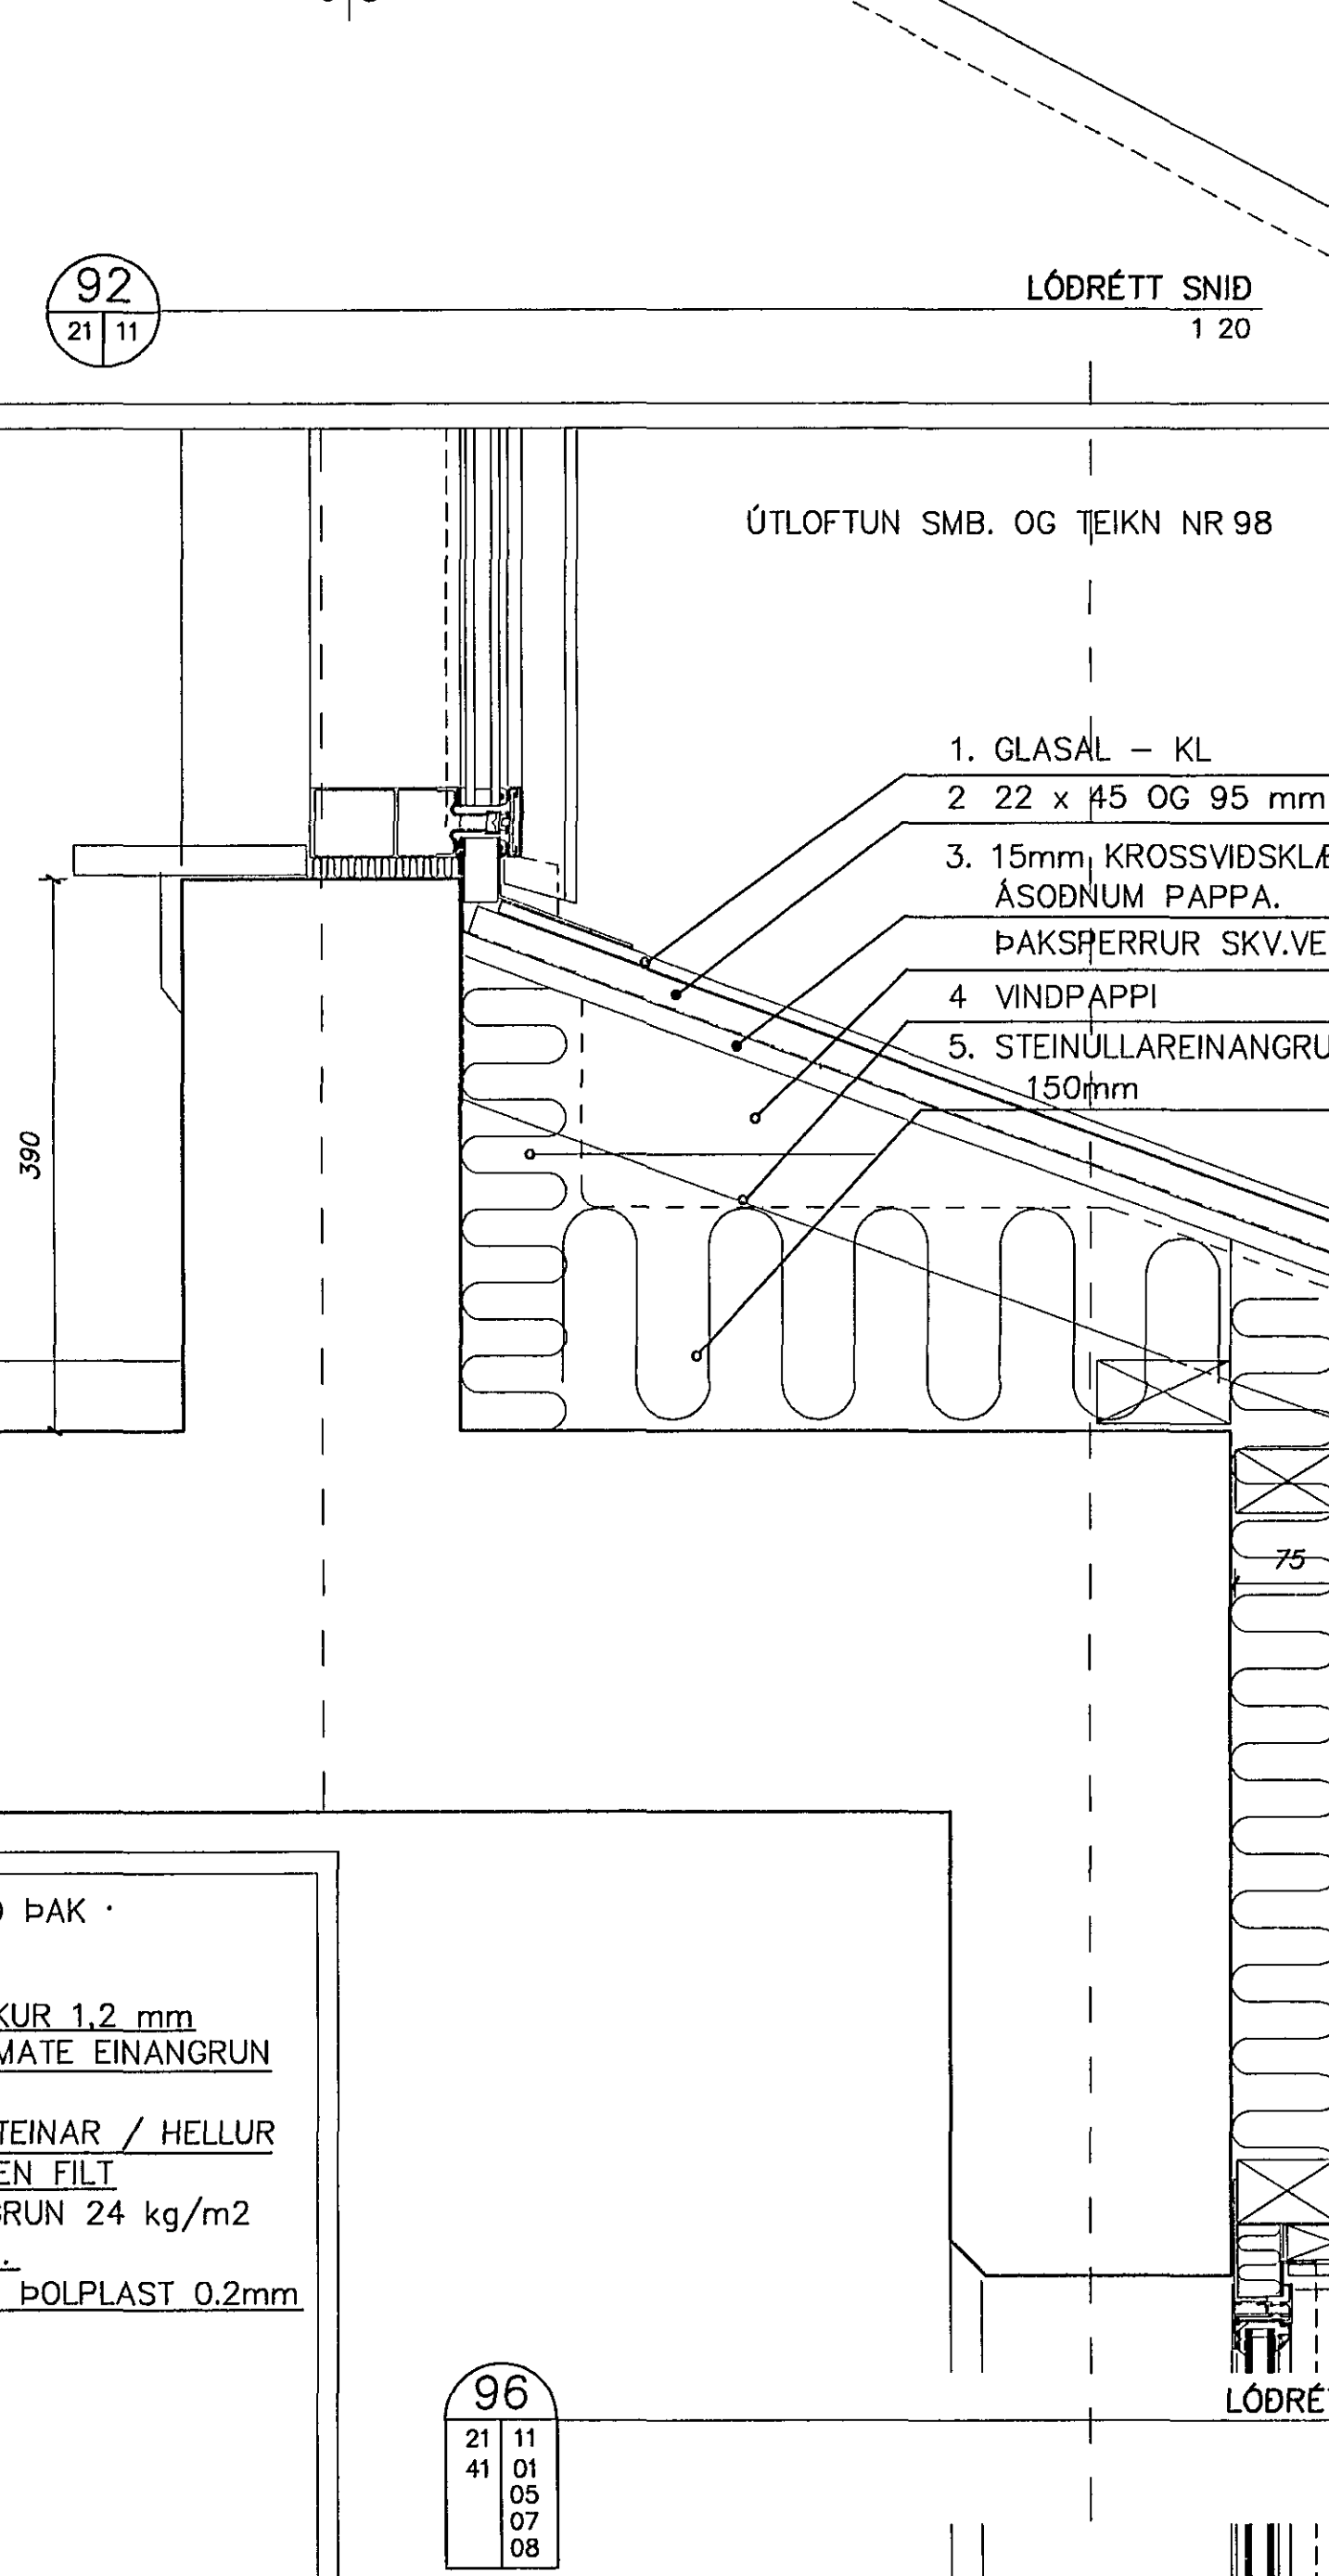 92
21 11
LÓÐRÉTT SNIÐ
1 20
ÚTLOFTUN SMB. OG TEIKN NR 98
1. GLASAL – KL
2 22 x 45 OG 95 mm
3. 15mm KROSSVIÐSKLÆ
ÁSOÐNUM PAPPA.
ÞAKSPERRUR SKV.VE
4 VINDPAPPI
5. STEINULLAREINANGRU
150mm
390
75
ÞAK
KUR 1,2 mm
MATE EINANGRUN
TEINAR / HELLUR
EN FILT
GRUN 24 kg/m2
ÞOLPLAST 0.2mm
96
21 11
41 01
05
07
08
LÓÐRÉ